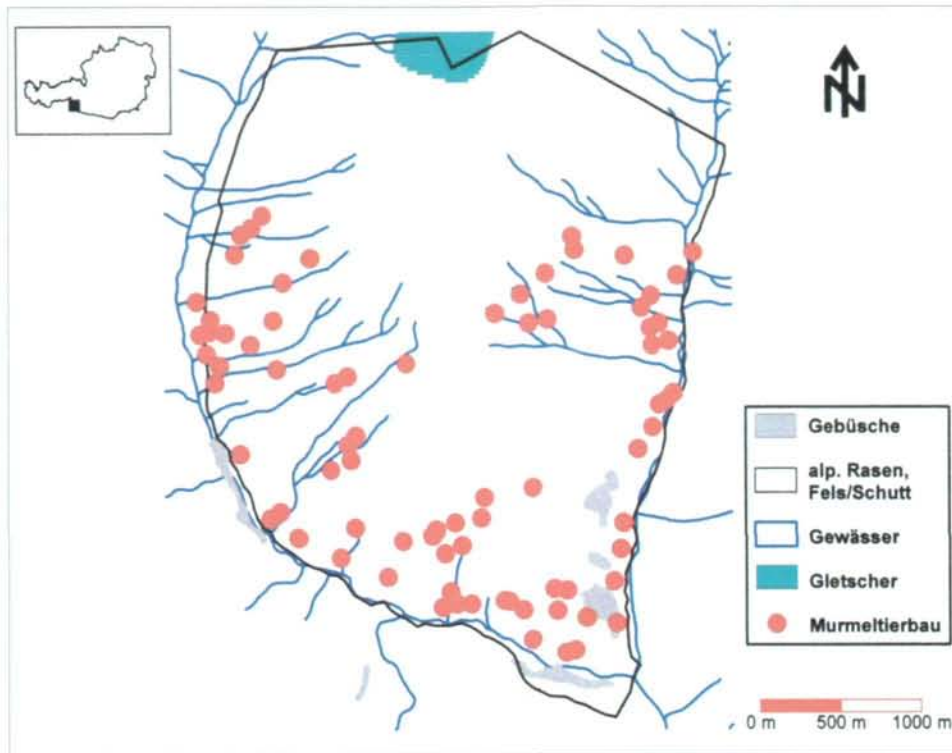 N
Gebüsche
alp. Rasen,
Fels/Schutt
Gewässer
Gletscher
Murmeltierbau
0 m 500 m 1000 m